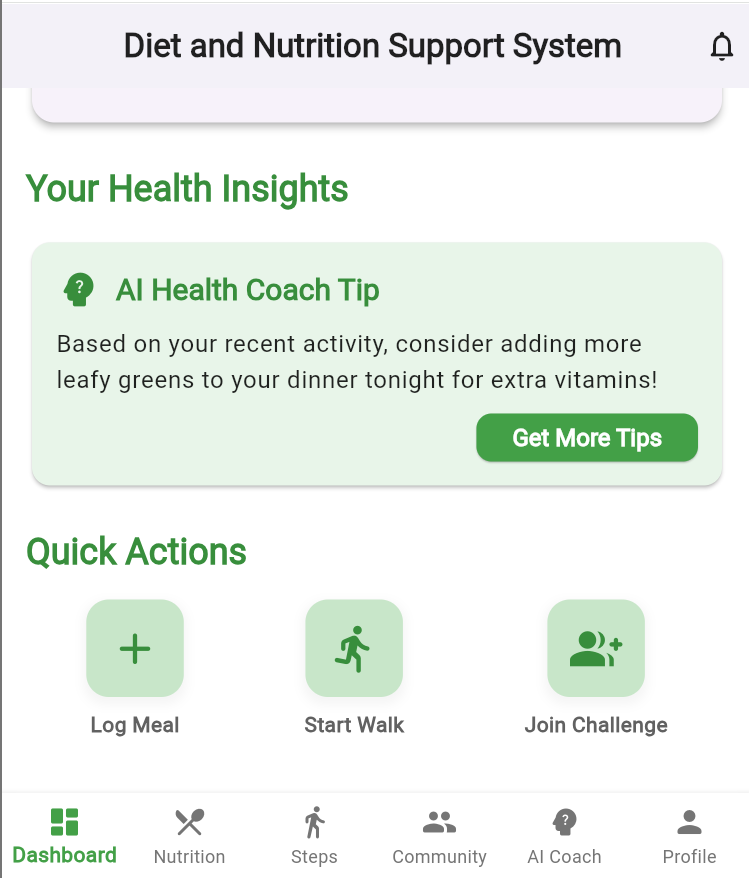 Diet and Nutrition Support System
Your Health Insights
? AI Health Coach Tip
Based on your recent activity, consider adding more
leafy greens to your dinner tonight for extra vitamins!
Get More Tips
Quick Actions
Log Meal Start Walk Join Challenge
Dashboard Nutrition Steps Community AI Coach Profile